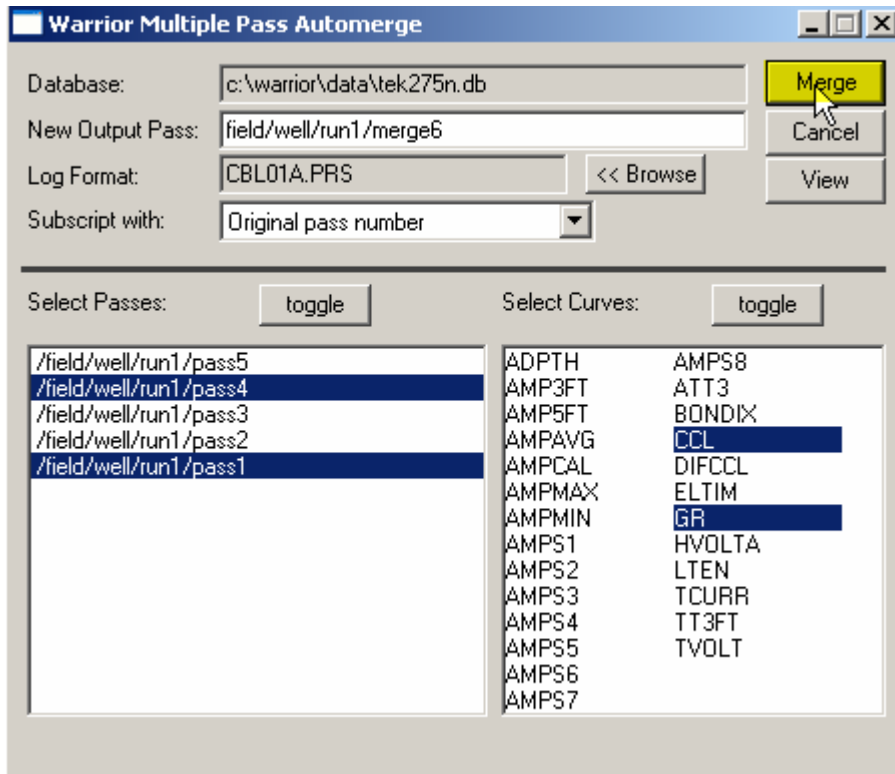 Warrior Multiple Pass Automerge
Database: c:\warrior\data\tek275n.db Merge
New Output Pass: field/well/run1/merge6 Cancel
Log Format: CBL01A.PRS << Browse View
Subscript with: Original pass number
Select Passes: toggle Select Curves: toggle
/field/well/run1/pass5
/field/well/run1/pass4
/field/well/run1/pass3
/field/well/run1/pass2
/field/well/run1/pass1
ADPTH AMPS8
AMP3FT ATT3
AMP5FT BONDIX
AMPAVG CCL
AMPCAL DIFCCL
AMPMAX ELTIM
AMPMIN GR
AMPS1 HVOLTA
AMPS2 LTEN
AMPS3 TCURR
AMPS4 TT3FT
AMPS5 TVOLT
AMPS6
AMPS7